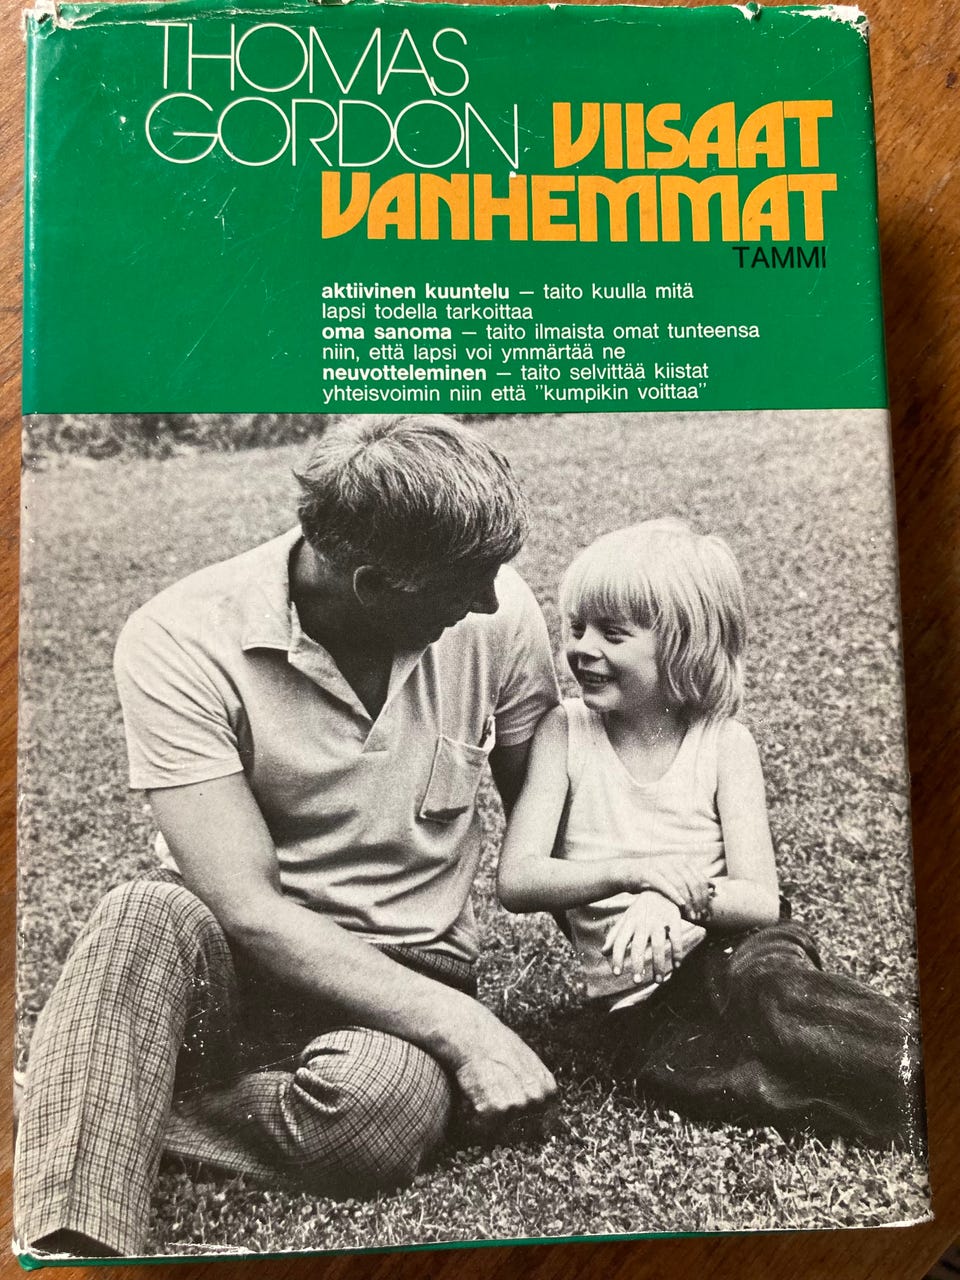 THOMAS
GORDON VIISAAT
VANHEMMAT
TAMMI
aktiivinen kuuntelu — taito kuulla mitä
lapsi todella tarkoittaa
oma sanoma — taito ilmaista omat tunteensa
niin, että lapsi voi ymmärtää ne
neuvotteleminen — taito selvittää kiistat
yhteisvoimin niin että "kumpikin voittaa"